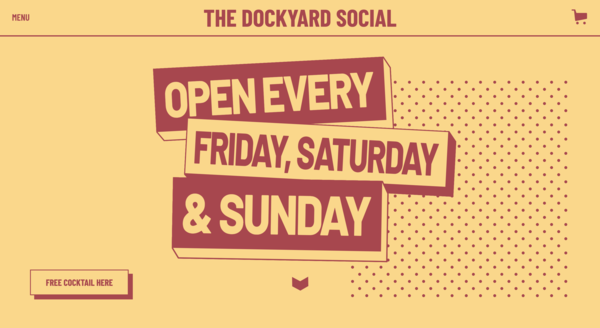 MENU
THE DOCKYARD SOCIAL
OPEN EVERY
FRIDAY, SATURDAY
& SUNDAY
FREE COCKTAIL HERE